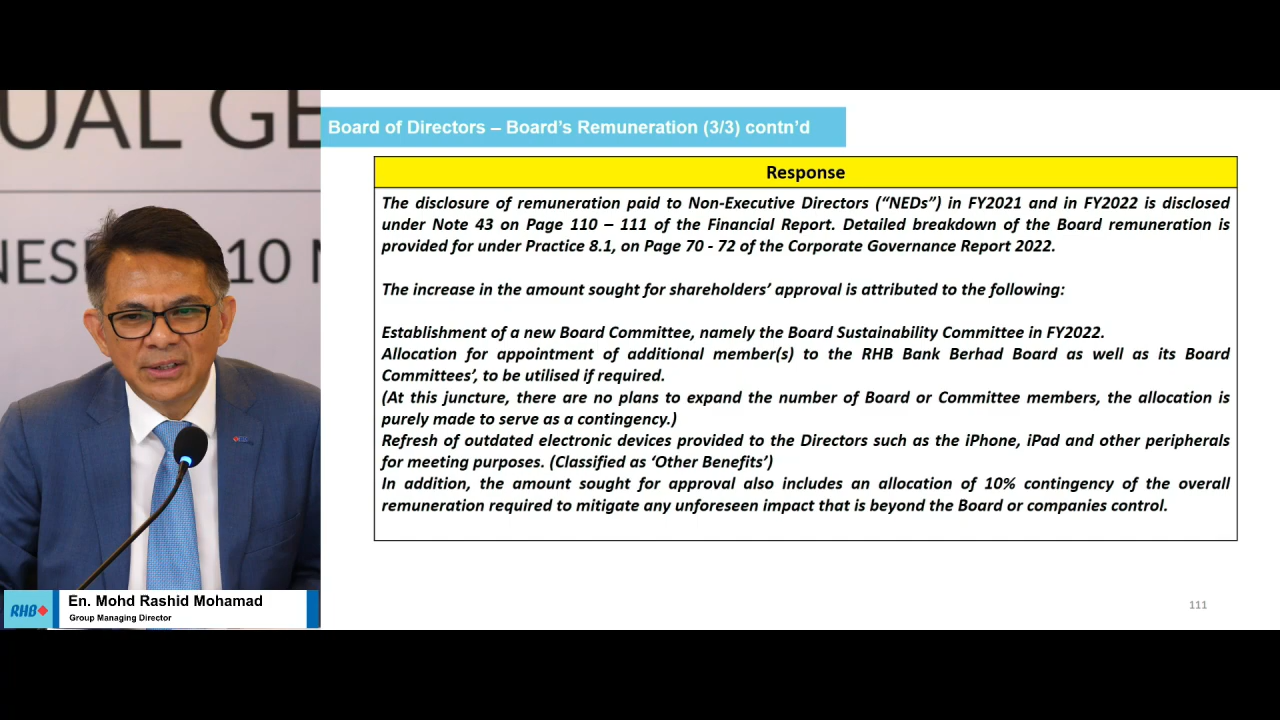 UAL GE
NES
10
Board of Directors – Board's Remuneration (3/3) contn'd
Response
The disclosure of remuneration paid to Non-Executive Directors ("NEDs") in FY2021 and in FY2022 is disclosed
under Note 43 on Page 110 – 111 of the Financial Report. Detailed breakdown of the Board remuneration is
provided for under Practice 8.1, on Page 70 - 72 of the Corporate Governance Report 2022.
The increase in the amount sought for shareholders' approval is attributed to the following:
Establishment of a new Board Committee, namely the Board Sustainability Committee in FY2022.
Allocation for appointment of additional member(s) to the RHB Bank Berhad Board as well as its Board
Committees', to be utilised if required.
(At this juncture, there are no plans to expand the number of Board or Committee members, the allocation is
purely made to serve as a contingency.)
Refresh of outdated electronic devices provided to the Directors such as the iPhone, iPad and other peripherals
for meeting purposes. (Classified as 'Other Benefits')
In addition, the amount sought for approval also includes an allocation of 10% contingency of the overall
remuneration required to mitigate any unforeseen impact that is beyond the Board or companies control.
RHB
En. Mohd Rashid Mohamad
Group Managing Director
111